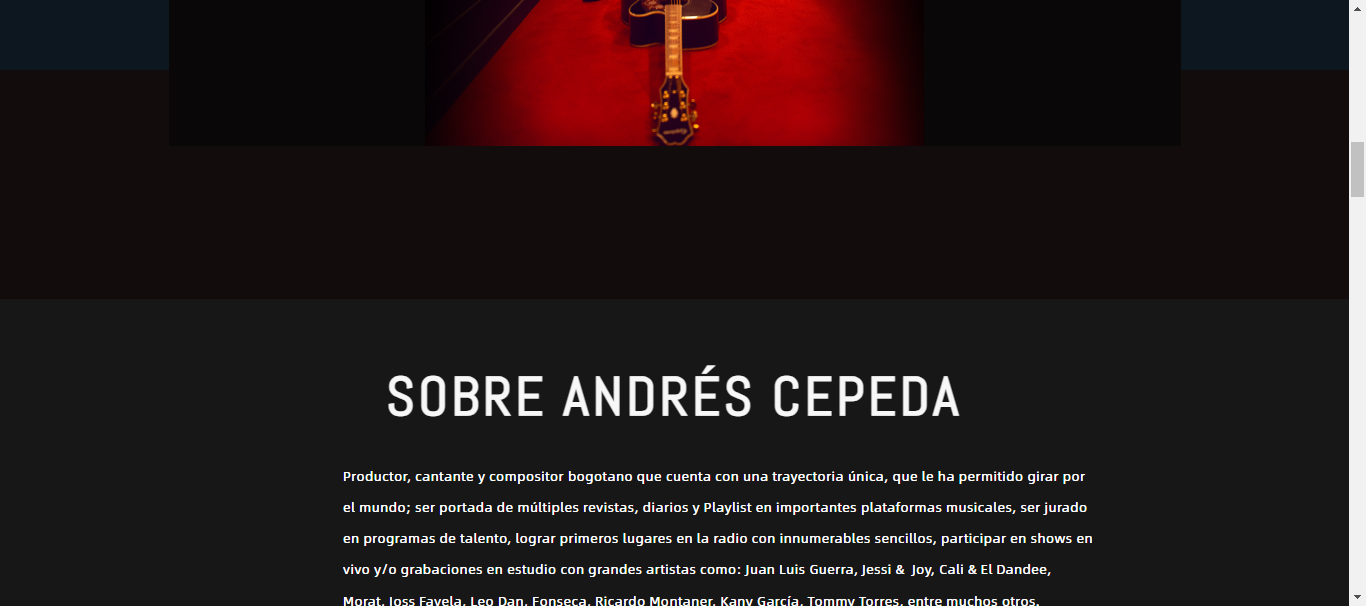 SOBRE ANDRÉS CEPEDA
Productor, cantante y compositor bogotano que cuenta con una trayectoria única, que le ha permitido girar por
el mundo; ser portada de múltiples revistas, diarios y Playlist en importantes plataformas musicales, ser jurado
en programas de talento, lograr primeros lugares en la radio con innumerables sencillos, participar en shows en
vivo y/o grabaciones en estudio con grandes artistas como: Juan Luis Guerra, Jessi & Joy, Cali & El Dandee,
Morat, Joss Favela, Leo Dan, Fonseca, Ricardo Montaner, Kany García, Tommy Torres, entre muchos otros.